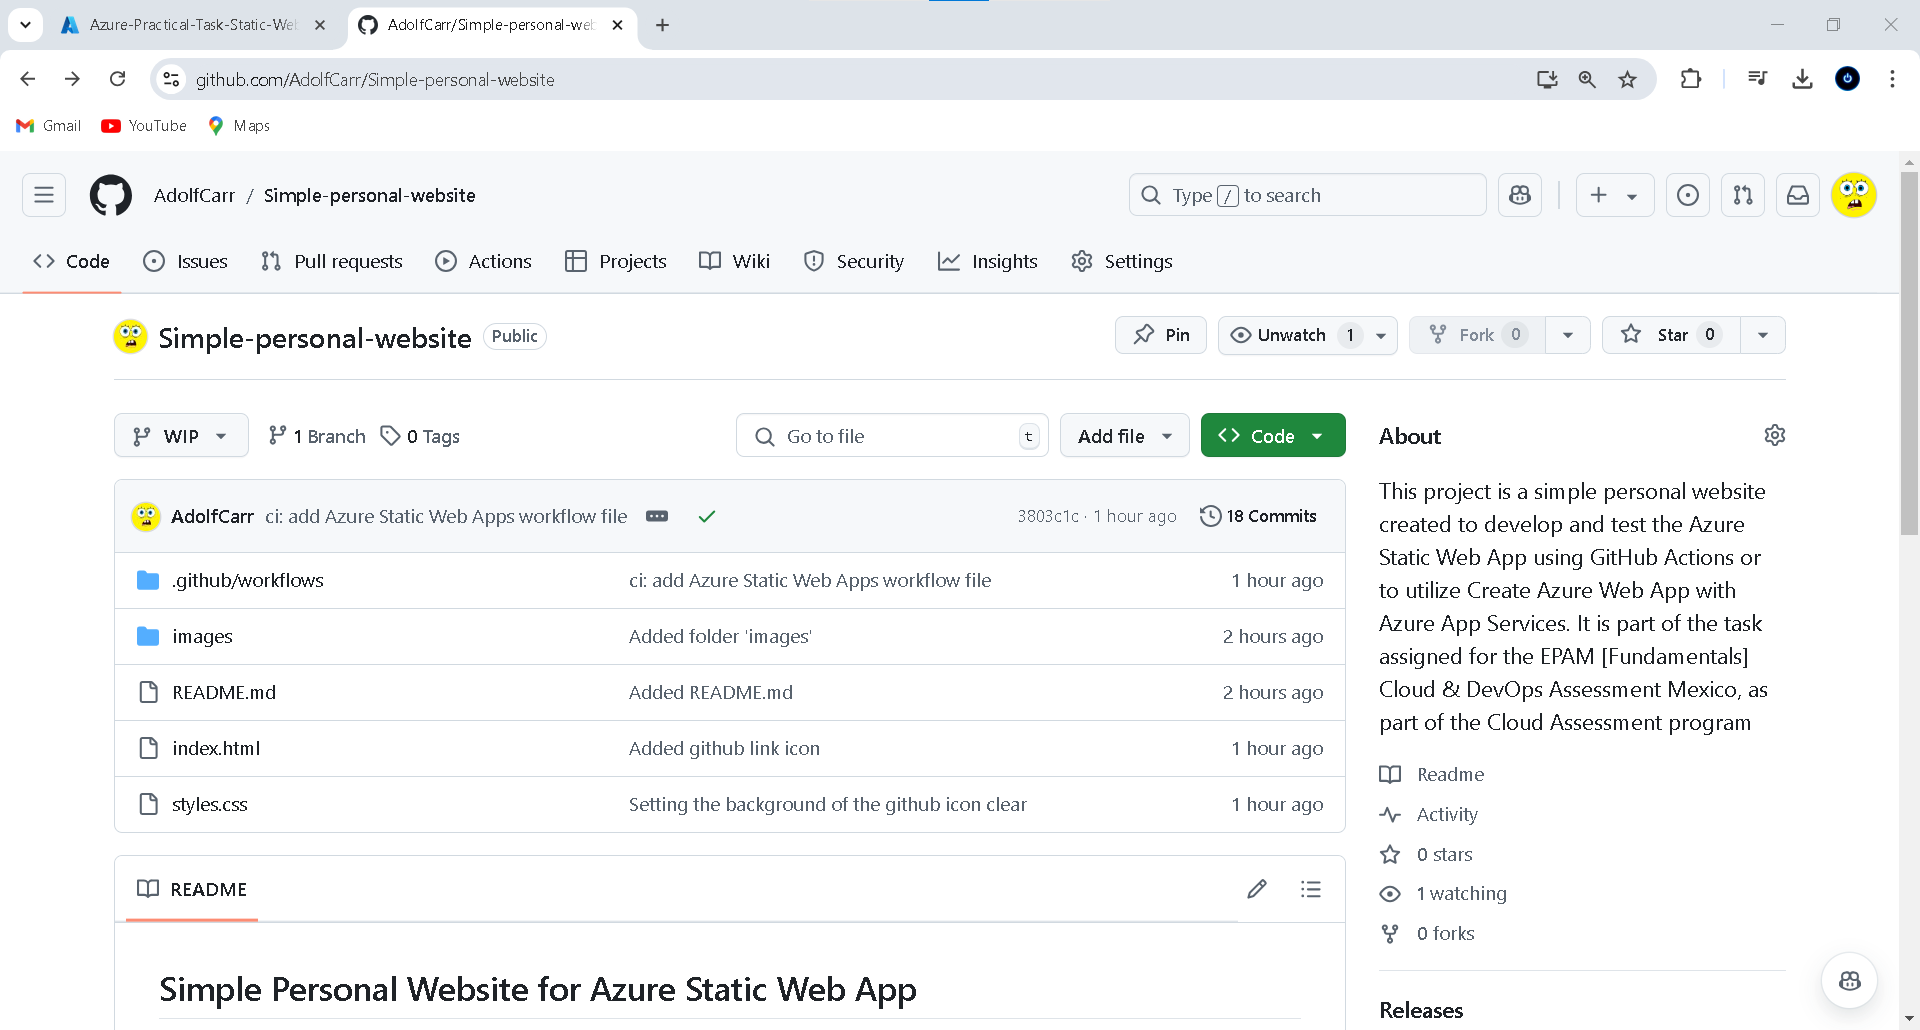 Azure-Practical-Task-Static-Web
AdolfCarr/Simple-personal-web
github.com/AdolfCarr/Simple-personal-website
Gmail YouTube Maps
AdolfCarr / Simple-personal-website
Type / to search
Code Issues Pull requests Actions Projects Wiki Security Insights Settings
Simple-personal-website Public
Pin Unwatch 1 Fork 0 Star 0
WIP 1 Branch 0 Tags Go to file t Add file Code
AdolfCarr ci: add Azure Static Web Apps workflow file 3803c1c · 1 hour ago 18 Commits
.github/workflows ci: add Azure Static Web Apps workflow file 1 hour ago
images Added folder 'images' 2 hours ago
README.md Added README.md 2 hours ago
index.html Added github link icon 1 hour ago
styles.css Setting the background of the github icon clear 1 hour ago
README
Simple Personal Website for Azure Static Web App
About
This project is a simple personal website
created to develop and test the Azure
Static Web App using GitHub Actions or
to utilize Create Azure Web App with
Azure App Services. It is part of the task
assigned for the EPAM [Fundamentals]
Cloud & DevOps Assessment Mexico, as
part of the Cloud Assessment program
Readme
Activity
0 stars
1 watching
0 forks
Releases